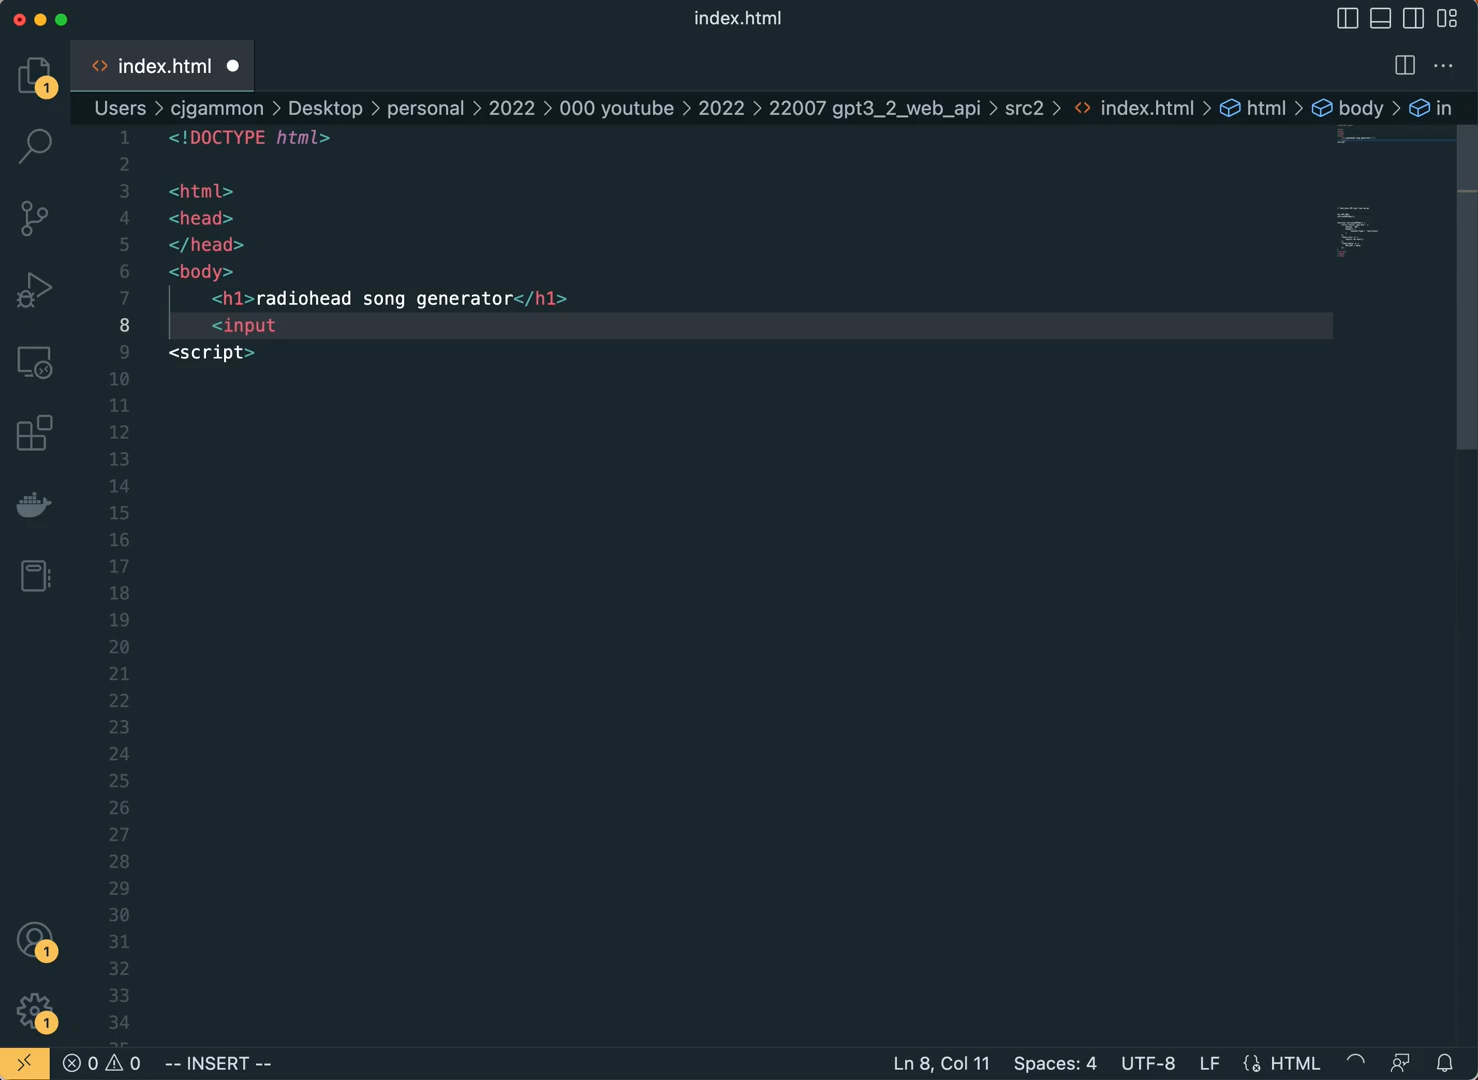 index.html
index.html
1
Users > cjgammon > Desktop > personal > 2022 > 000 youtube > 2022 > 22007 gpt3_2_web_api > src2 > <> index.html > html > body > in
1 <!DOCTYPE html>
2
3 <html>
4 <head>
5 </head>
6 <body>
7 <h1>radiohead song generator</h1>
8 <input
9 <script>
10
11
12
13
14
15
16
17
18
19
20
21
22
23
24
25
26
27
28
29
30
31
1
32
33
34
1
0 0 -- INSERT -- Ln 8, Col 11 Spaces: 4 UTF-8 LF HTML